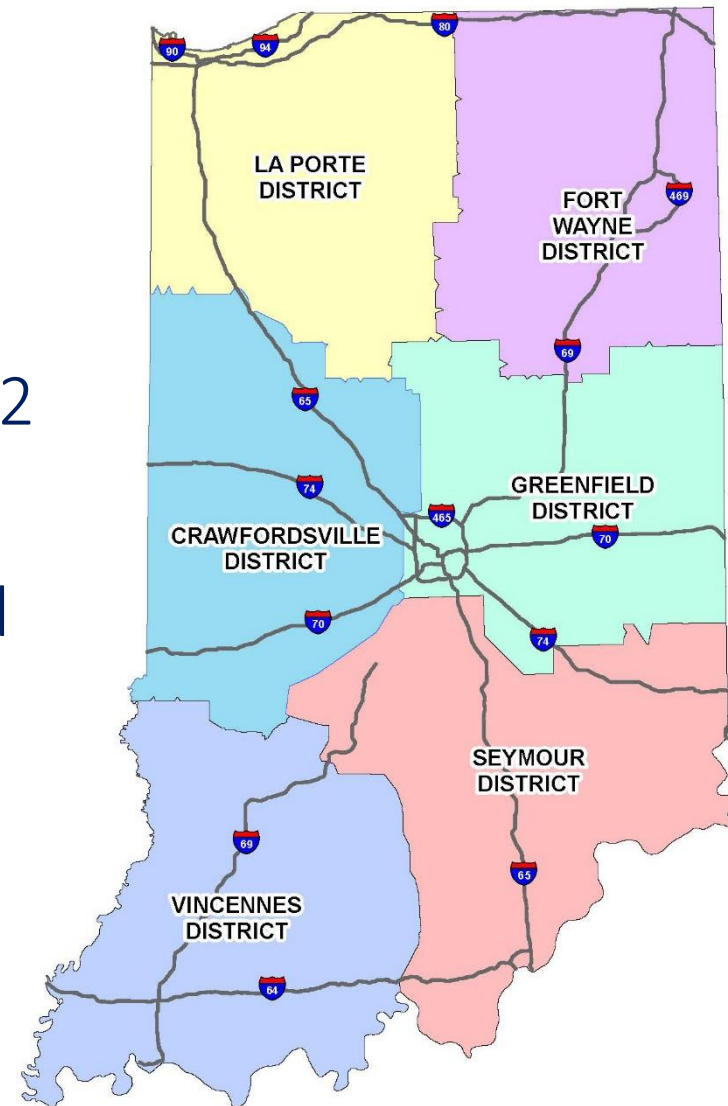 90
94
80
LA PORTE
DISTRICT
469
FORT
WAYNE
DISTRICT
69
2
65
74
465
GREENFIELD
DISTRICT
CRAWFORDSVILLE
DISTRICT
70
70
74
SEYMOUR
DISTRICT
69
65
VINCENNES
DISTRICT
64